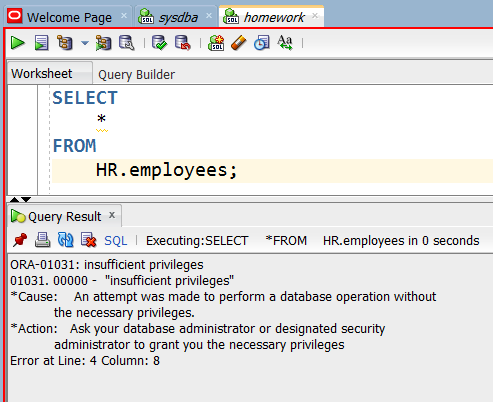 Welcome Page
sysdba
homework
Worksheet Query Builder
SELECT
*
FROM
HR.employees;
Query Result
SQL | Executing:SELECT *FROM HR.employees in 0 seconds
ORA-01031: insufficient privileges
01031. 00000 - "insufficient privileges"
*Cause: An attempt was made to perform a database operation without
the necessary privileges.
*Action: Ask your database administrator or designated security
administrator to grant you the necessary privileges
Error at Line: 4 Column: 8